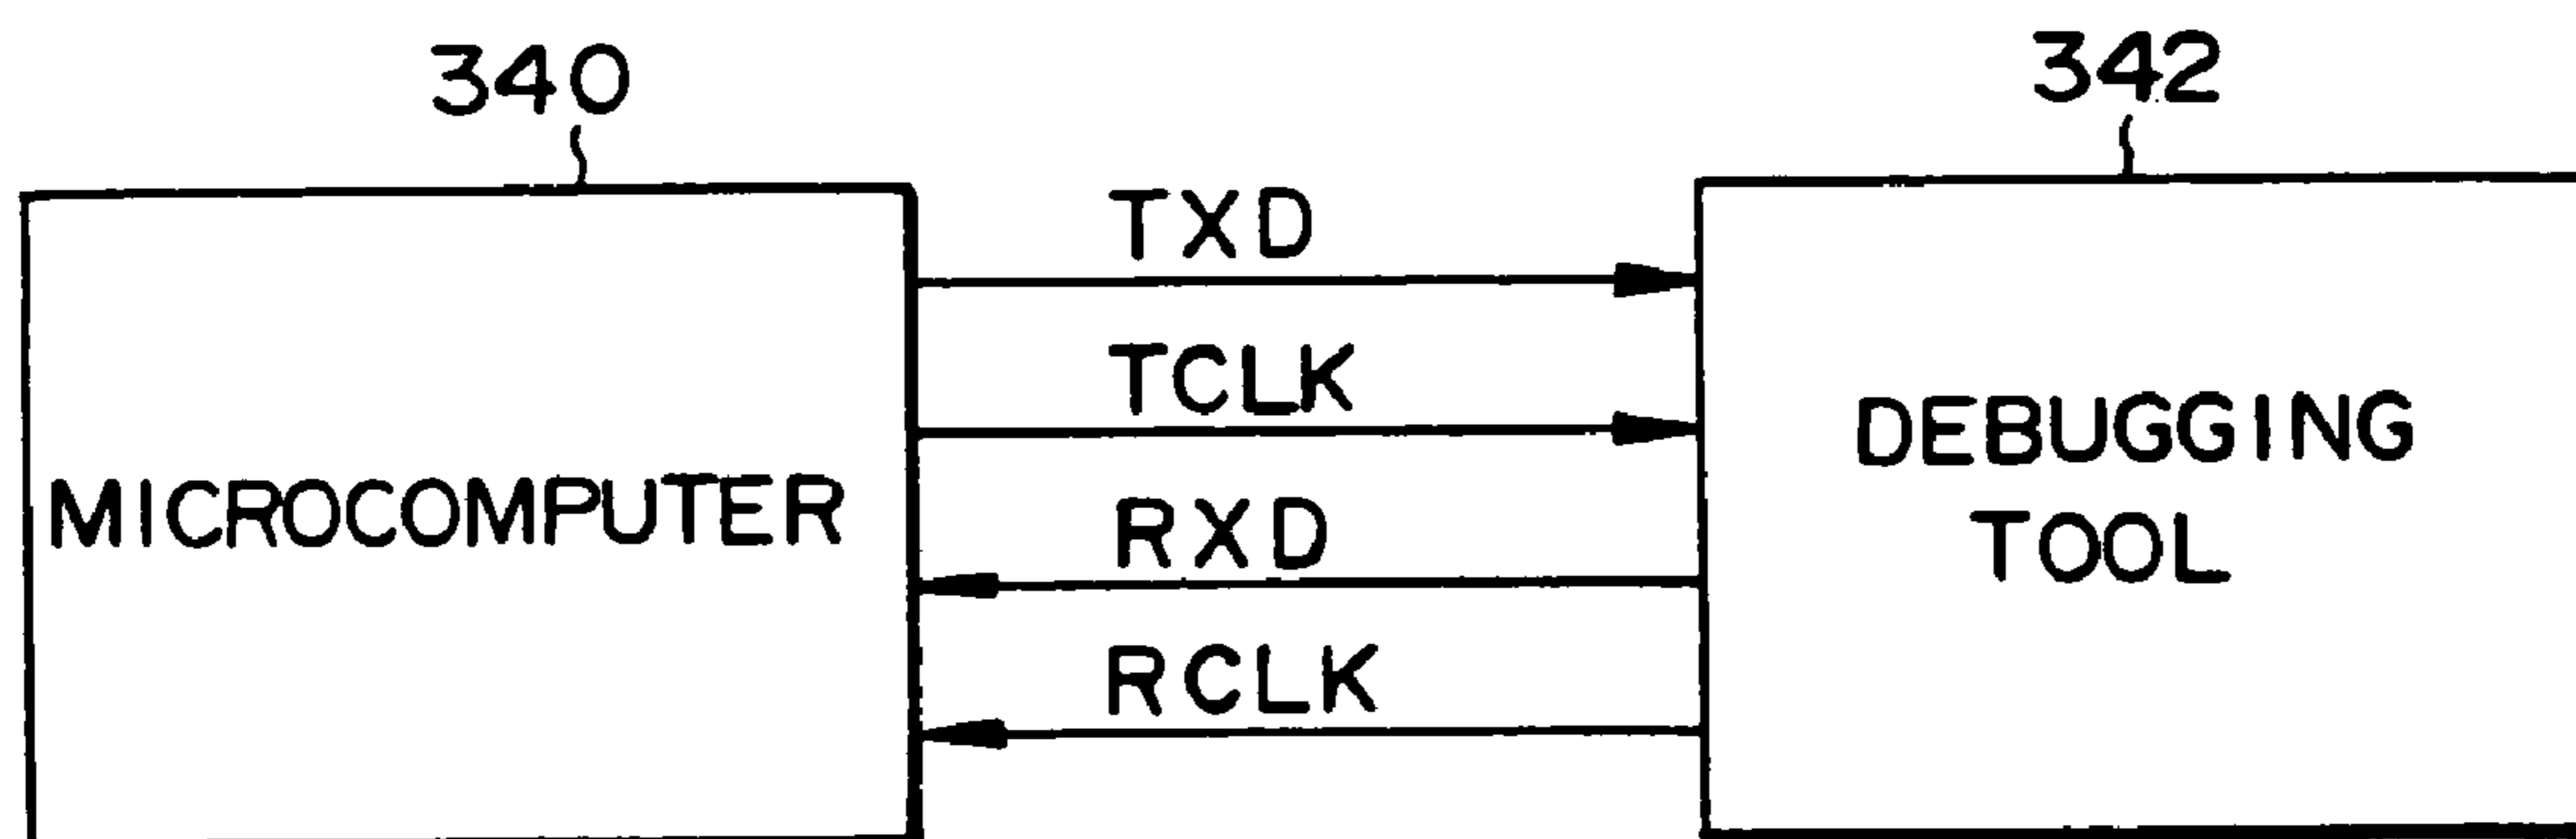 340
342
TXD
TCLK
RXD
RCLK
MICROCOMPUTER
DEBUGGING
TOOL